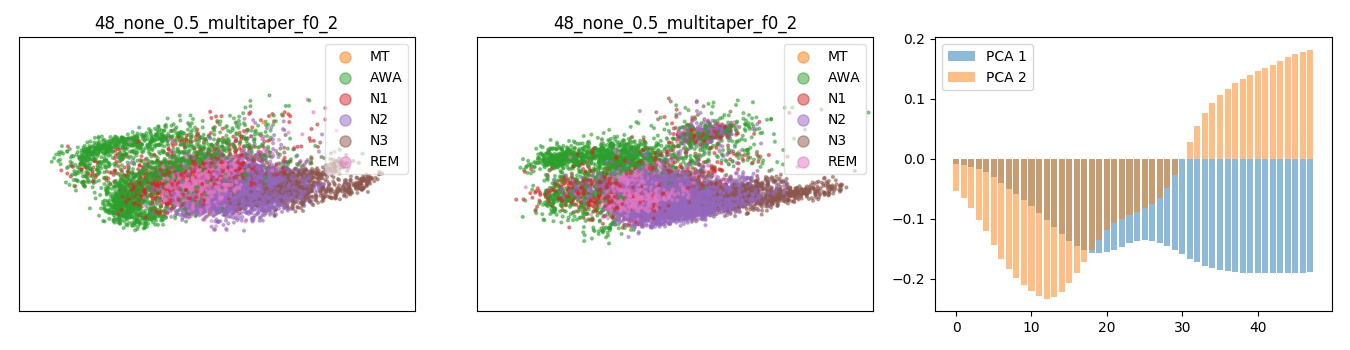 48_none_0.5_multitaper_f0_2
MT
AWA
N1
N2
N3
REM
48_none_0.5_multitaper_f0_2
MT
AWA
N1
N2
N3
REM
PCA 1
PCA 2
0.2
0.1
0.0
−0.1
−0.2
0 10 20 30 40